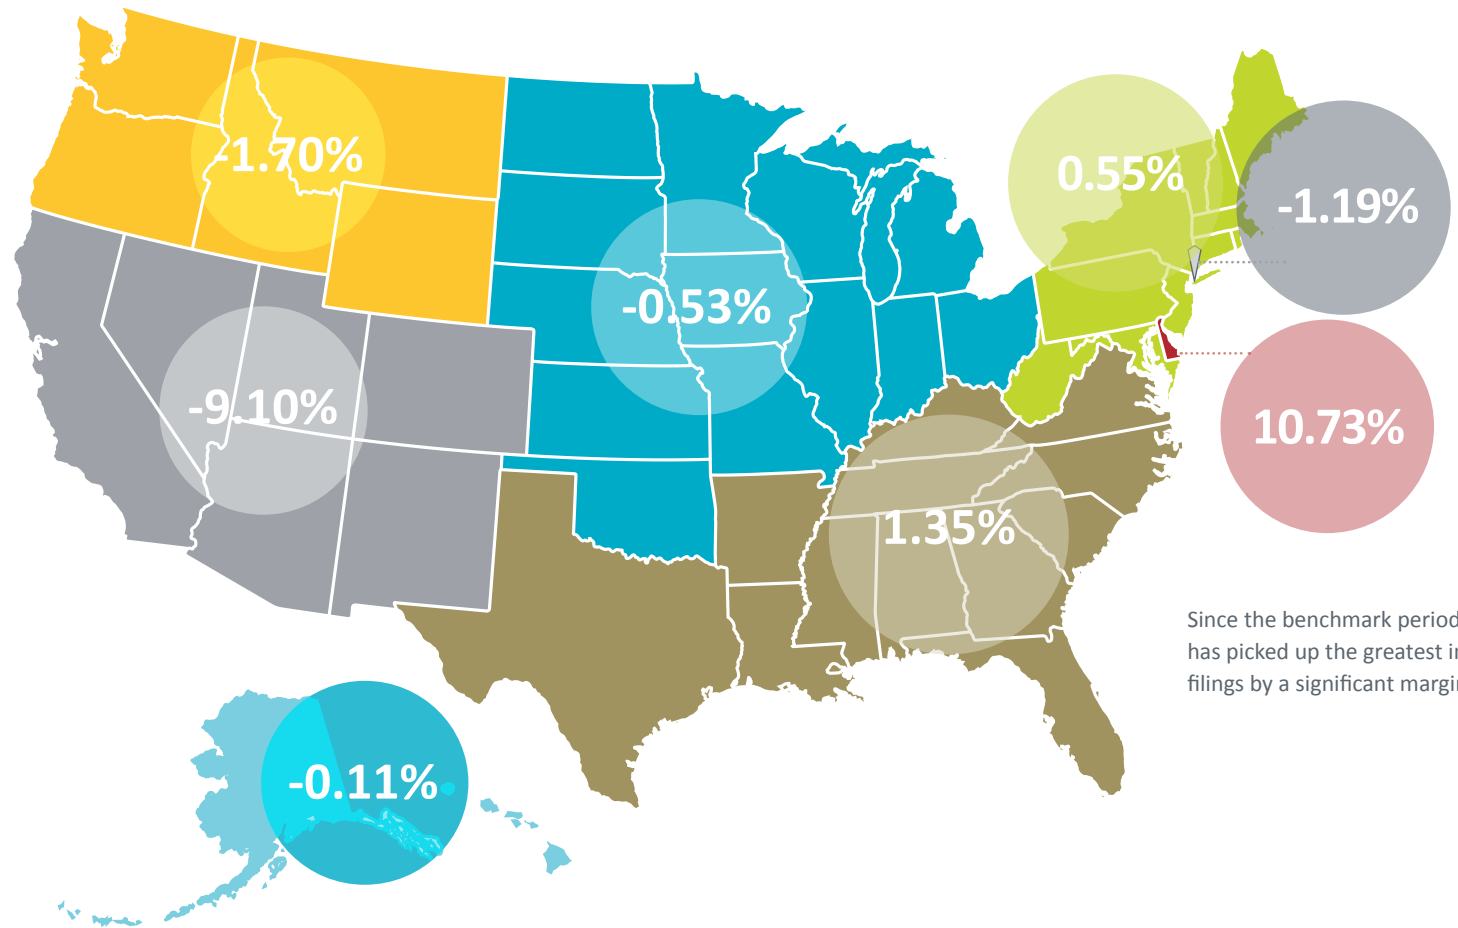 -1.70%
0.55%
-1.19%
-0.53%
-9.10%
10.73%
1.35%
Since the benchmark period
has picked up the greatest
filings by a significant
-0.11%